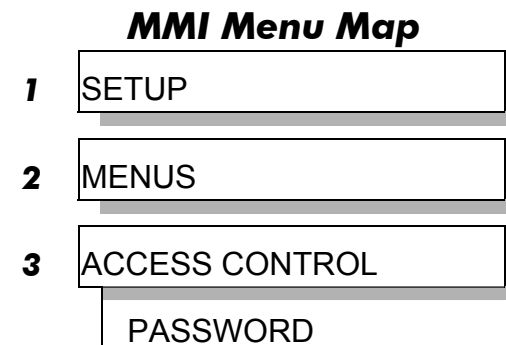 MMI Menu Map
1 SETUP
2 MENUS
3 ACCESS CONTROL
PASSWORD